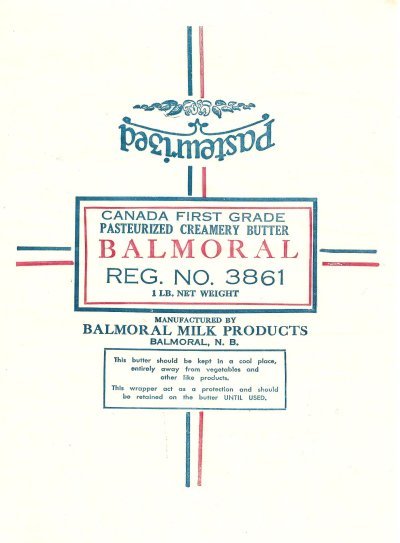 Pasteurized
CANADA FIRST GRADE
PASTEURIZED CREAMERY BUTTER
BALMORAL
REG. NO. 3861
1 LB. NET WEIGHT
MANUFACTURED BY
BALMORAL MILK PRODUCTS
BALMORAL, N. B.
This butter should be kept in a cool place,
entirely away from vegetables and
other like products.
This wrapper act as a protection and should
be retained on the butter UNTIL USED.